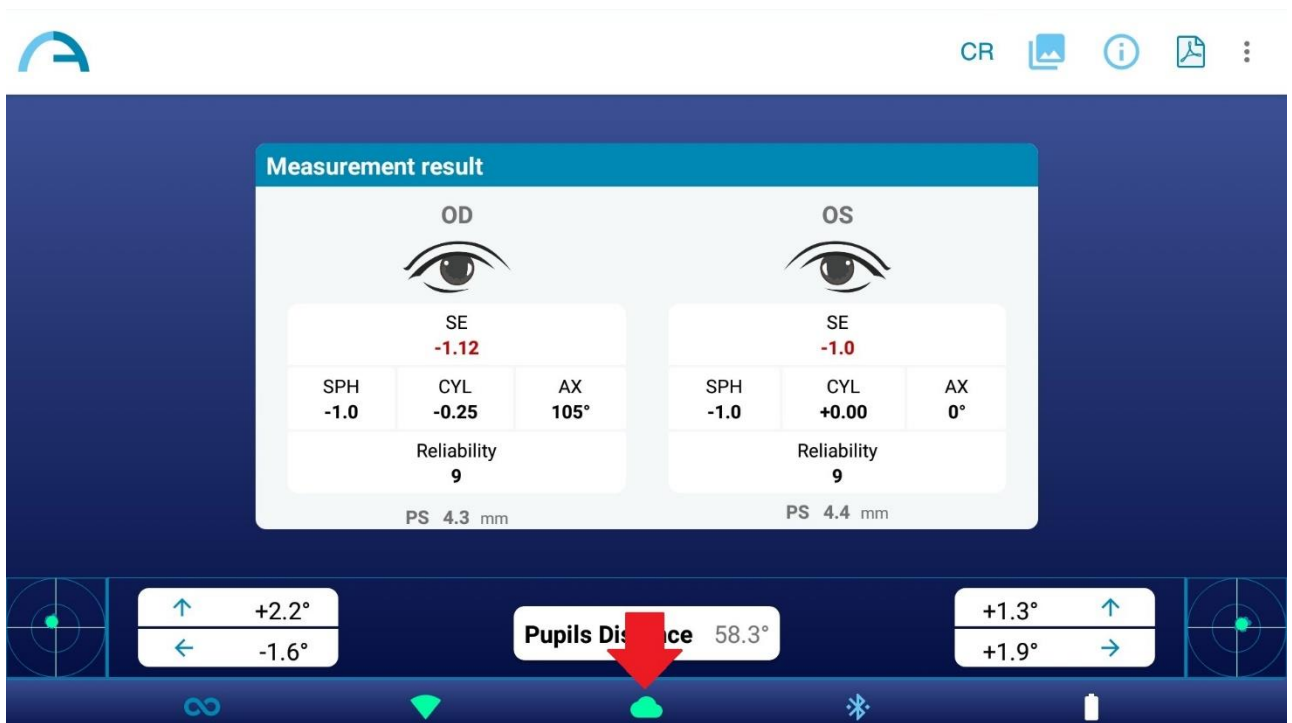 CR
Measurement result
OD
OS
SE
-1.12
SE
-1.0
SPH
CYL
AX
-1.0
-0.25
105°
SPH
CYL
AX
-1.0
+0.00
0°
Reliability
9
Reliability
9
PS 4.3 mm
PS 4.4 mm
+2.2°
-1.6°
Pupils 58.3°
+1.3°
+1.9°